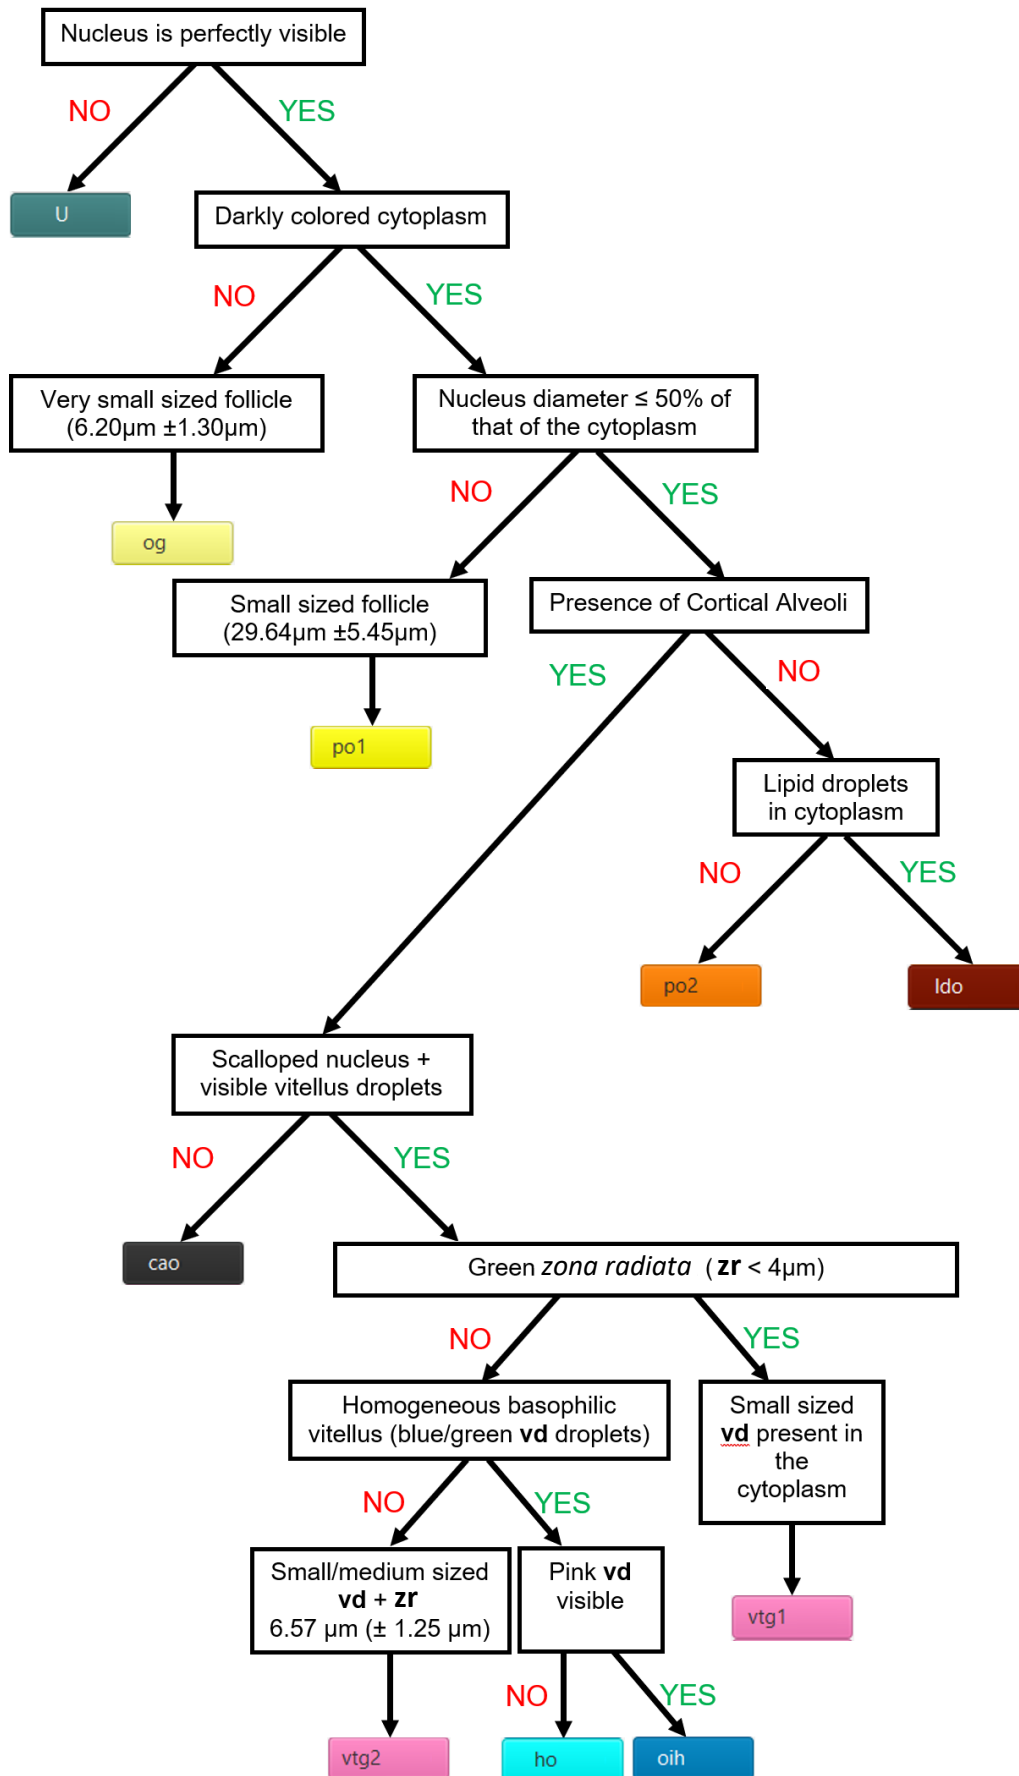 Nucleus is perfectly visible
NO
YES
U
Darkly colored cytoplasm
NO
YES
Very small sized follicle
(6.20µm ±1.30µm)
Nucleus diameter ≤ 50% of
that of the cytoplasm
NO
YES
og
Small sized follicle
(29.64µm ±5.45µm)
Presence of Cortical Alveoli
YES
NO
po1
Lipid droplets
in cytoplasm
NO
YES
po2
ldo
Scalloped nucleus +
visible vitellus droplets
NO
YES
cao
Green zona radiata ( zr < 4µm)
NO
YES
Homogeneous basophilic
vitellus (blue/green vd droplets)
Small sized
vd present in
the
cytoplasm
NO
YES
Small/medium sized
vd + zr
6.57 µm (± 1.25 µm)
Pink vd
visible
vtg1
NO
YES
vtg2
ho
oih